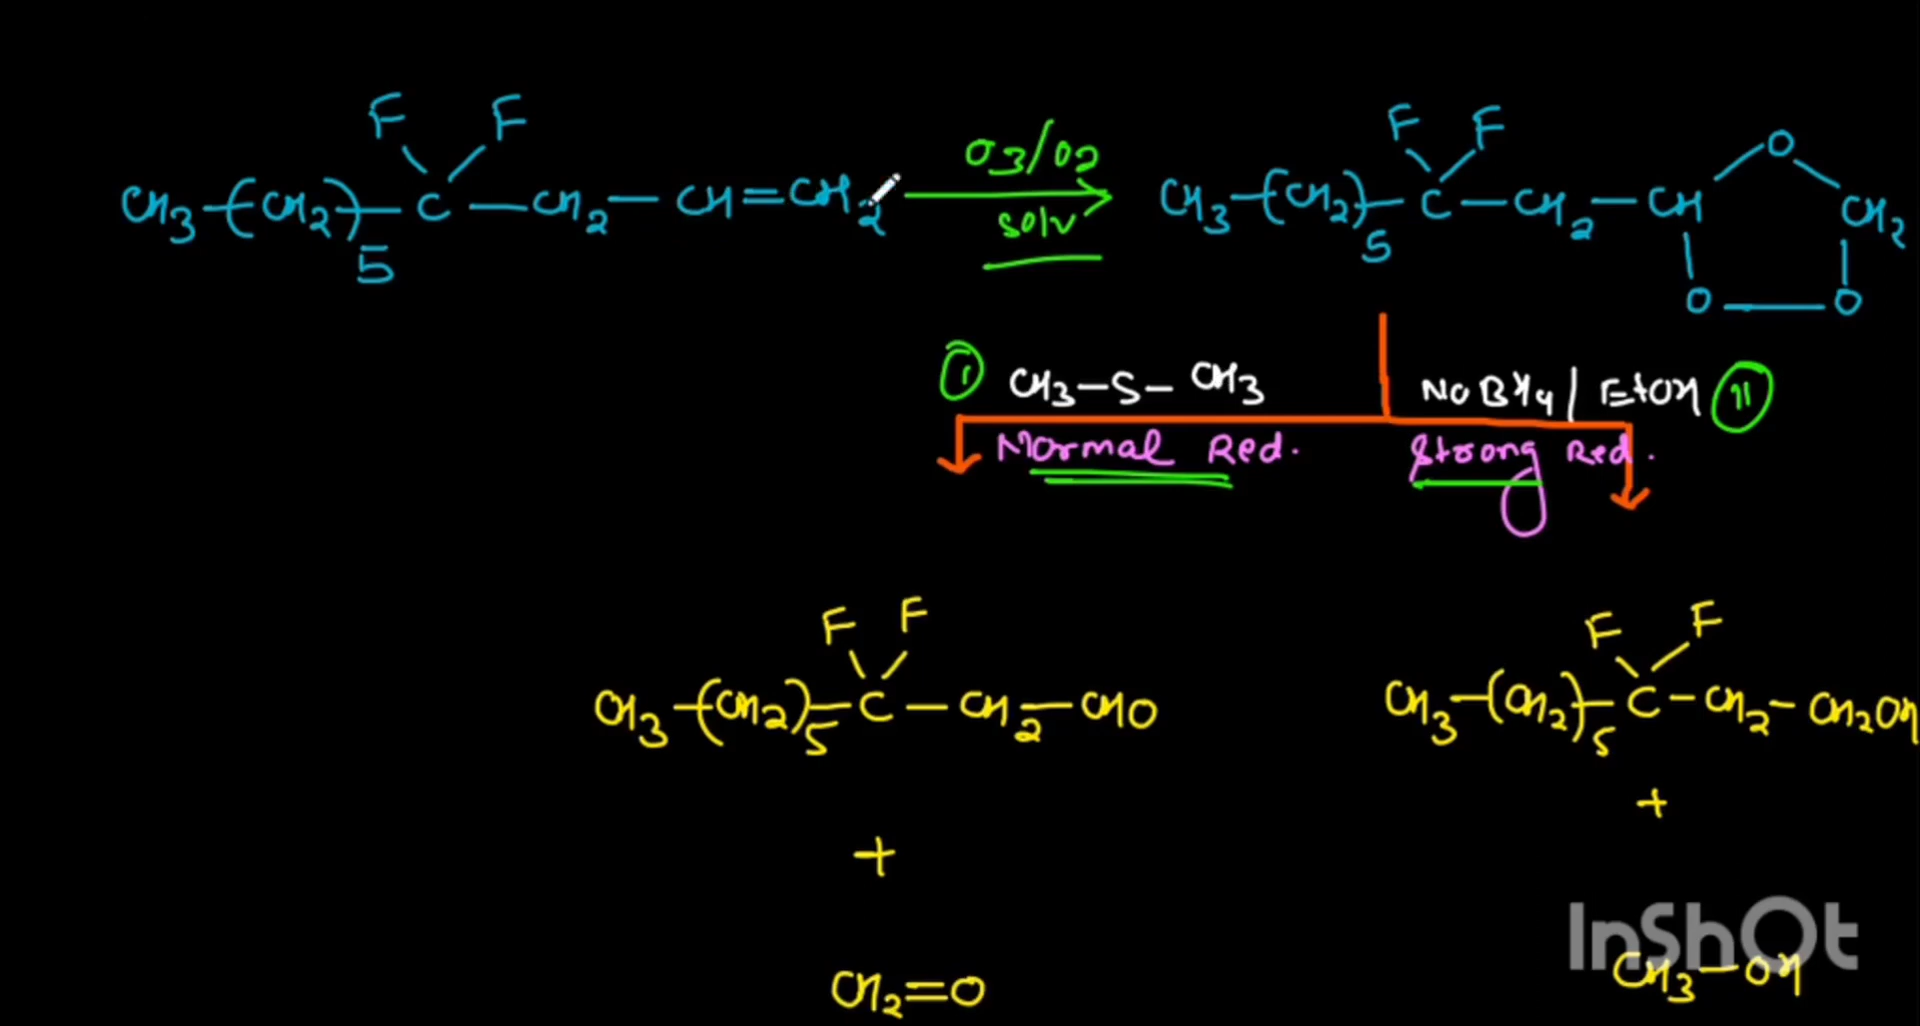 F F
CH3-(CH2)5-C-CH2-CH=CH2
O3/O2
solv
F F
CH3-(CH2)5-C-CH2-CH O CH2
O O
I CH3-S-CH3
Normal Red.
NaBH4/EtOH II
Strong Red.
F F
CH3-(CH2)5-C-CH2-CHO
+
CH2=O
F F
CH3-(CH2)5-C-CH2-CH2OH
+
CH3-OH
InShOt